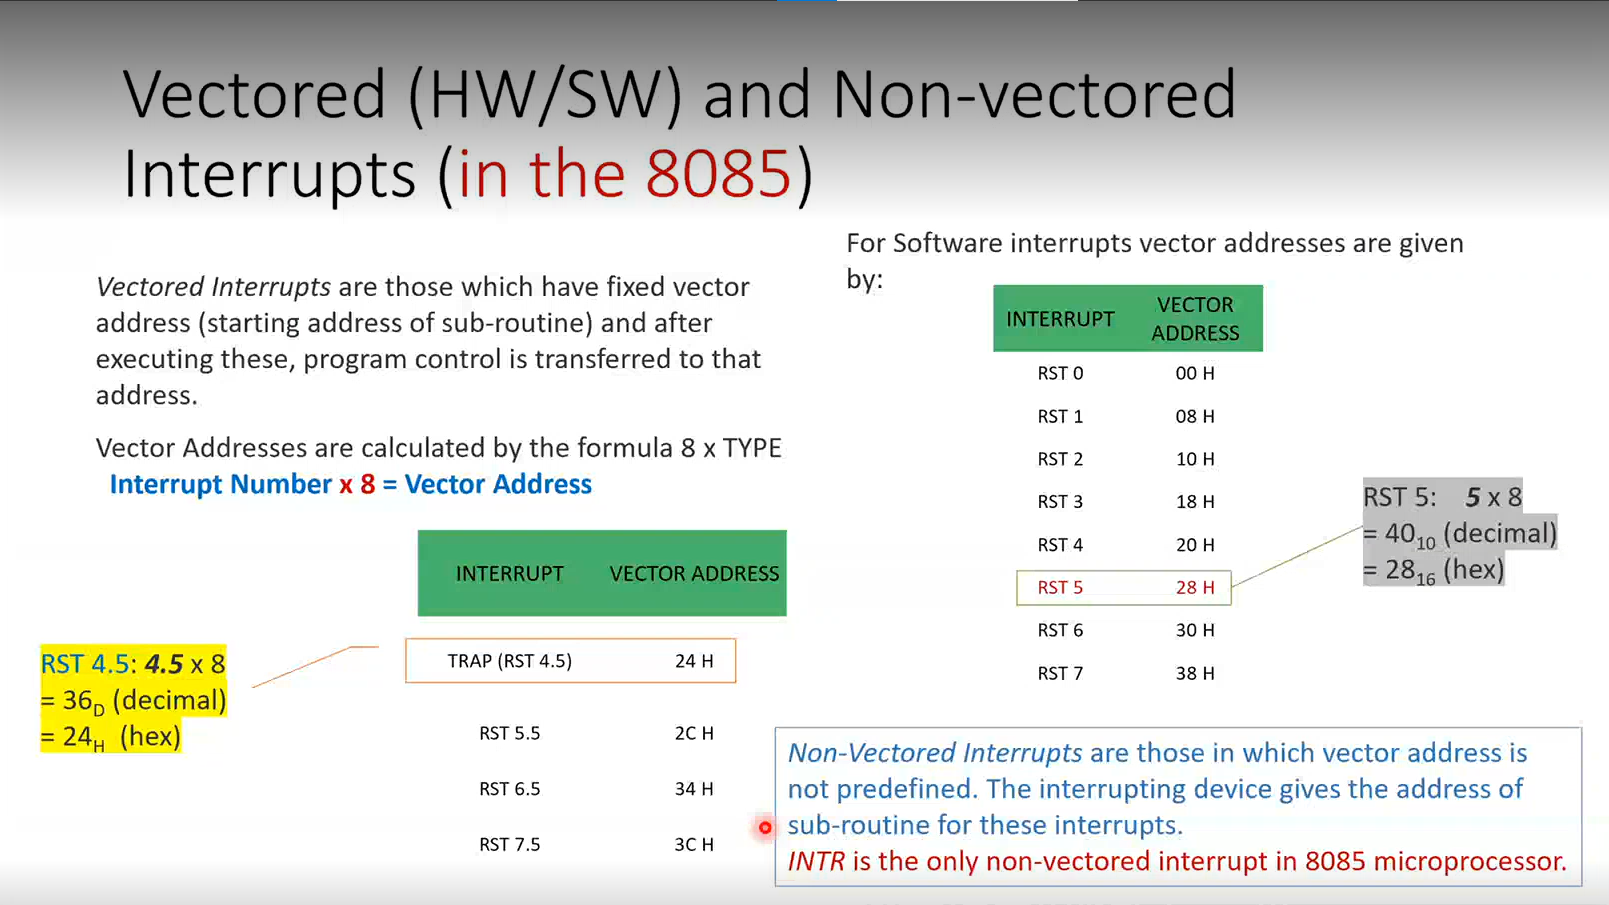 Vectored (HW/SW) and Non-vectored
Interrupts (in the 8085)
Vectored Interrupts are those which have fixed vector
address (starting address of sub-routine) and after
executing these, program control is transferred to that
address.
Vector Addresses are calculated by the formula 8 x TYPE
Interrupt Number x 8 = Vector Address
INTERRUPT VECTOR ADDRESS
TRAP (RST 4.5) 24 H
RST 5.5 2C H
RST 6.5 34 H
RST 7.5 3C H
RST 4.5: 4.5 x 8
= 36D (decimal)
= 24H (hex)
For Software interrupts vector addresses are given
by:
INTERRUPT VECTOR
ADDRESS
RST 0 00 H
RST 1 08 H
RST 2 10 H
RST 3 18 H
RST 4 20 H
RST 5 28 H
RST 6 30 H
RST 7 38 H
RST 5: 5 x 8
= 4010 (decimal)
= 2816 (hex)
Non-Vectored Interrupts are those in which vector address is
not predefined. The interrupting device gives the address of
sub-routine for these interrupts.
INTR is the only non-vectored interrupt in 8085 microprocessor.